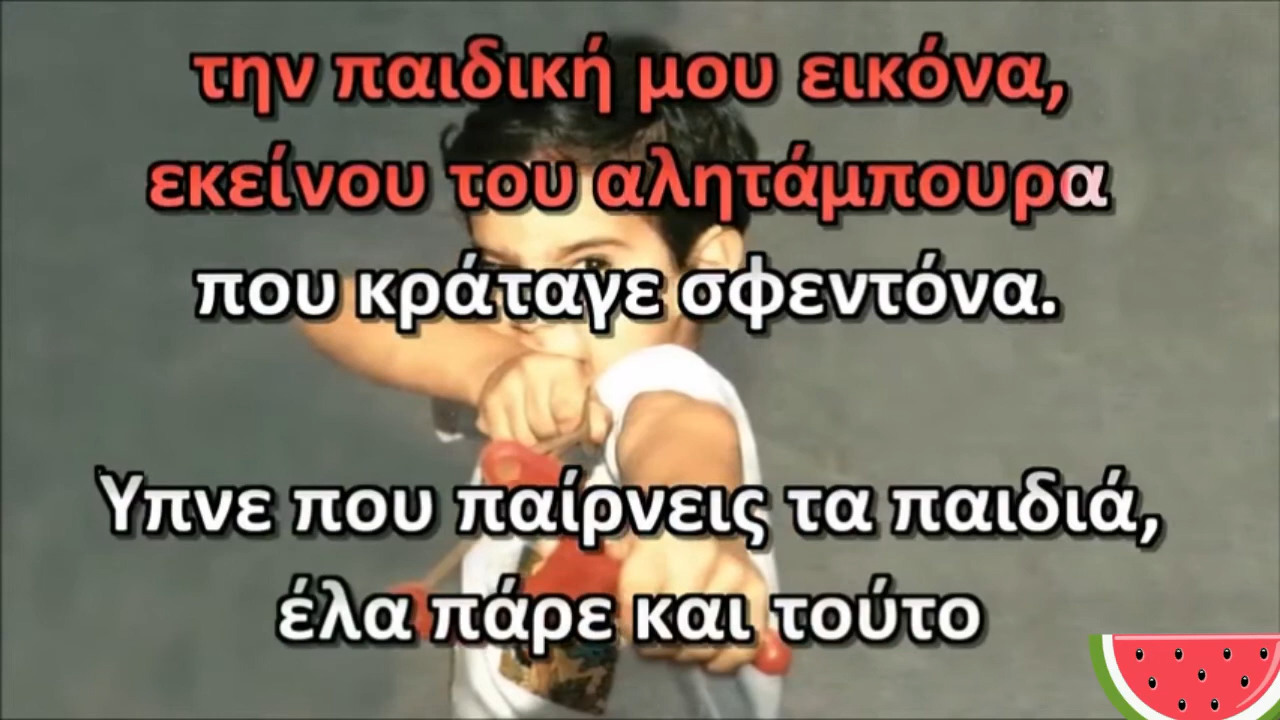 την παιδική μου εικόνα,
εκείνου του αλητάμπουρα
που κράταγε σφεντόνα.
Ύπνε που παίρνεις τα παιδιά,
έλα πάρε και τούτο